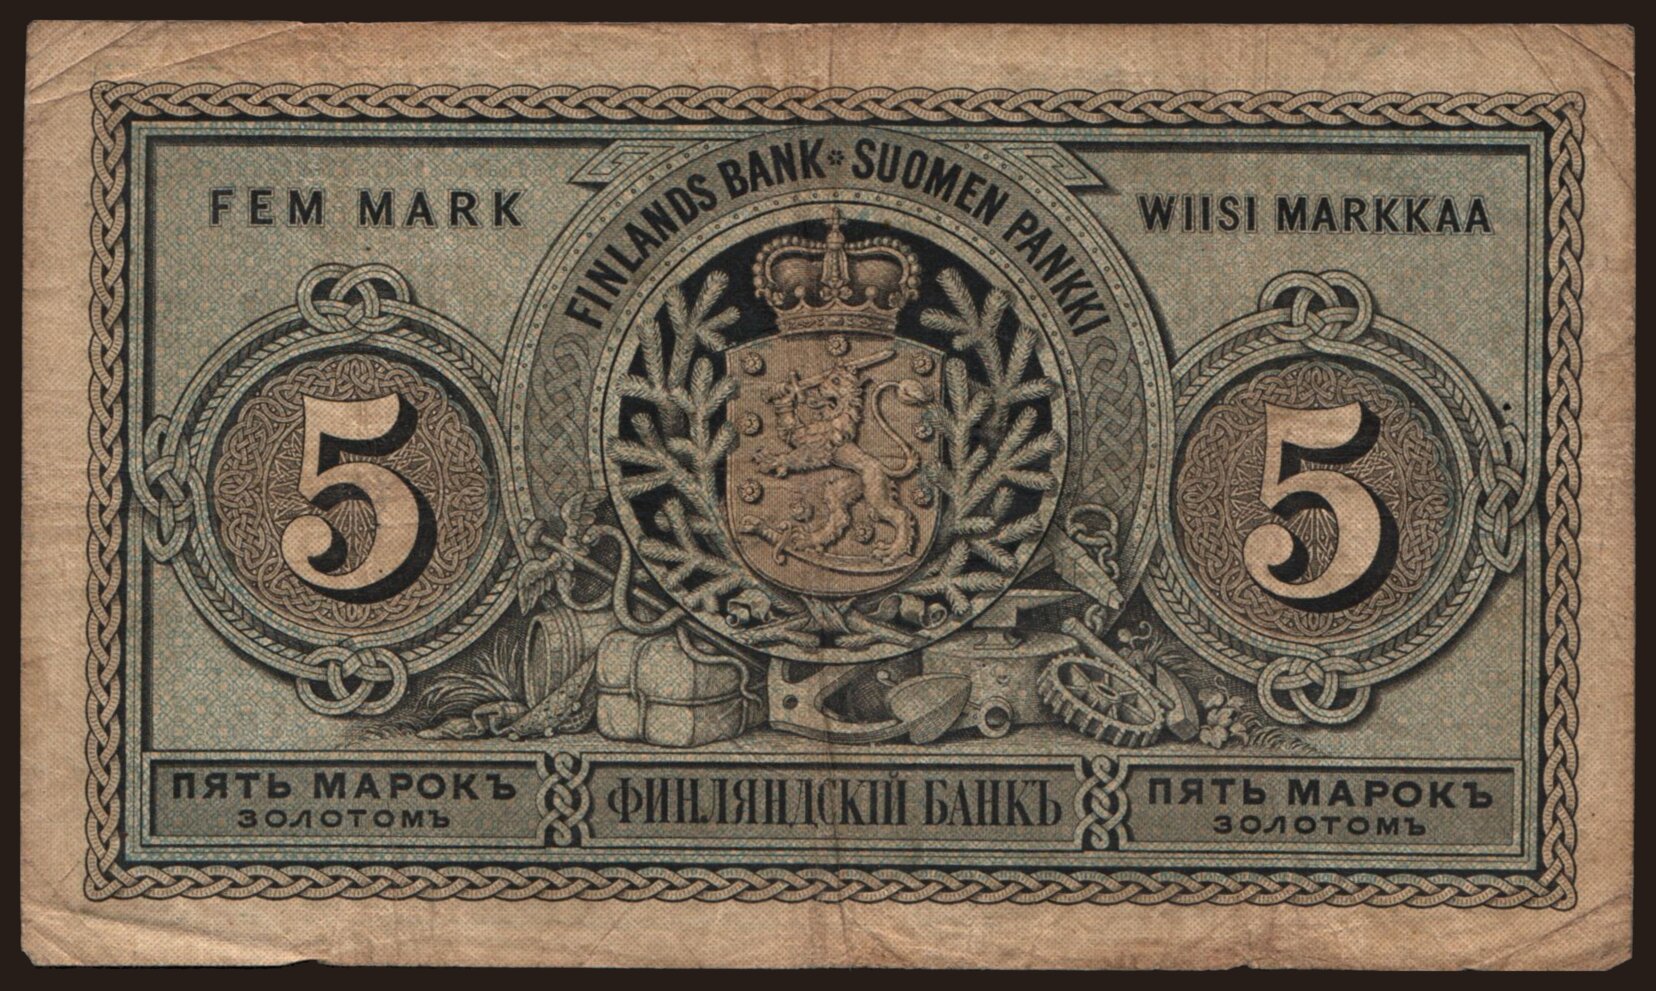 FINLANDS BANK * SUOMEN PANKKI
FEM MARK
WIISI MARKKAA
5
5
ПЯТЬ МАРОКЪ
ЗОЛОТОМЪ
ФИНЛЯНДСКІЙ БАНКЪ
ПЯТЬ МАРОКЪ
ЗОЛОТОМЪ